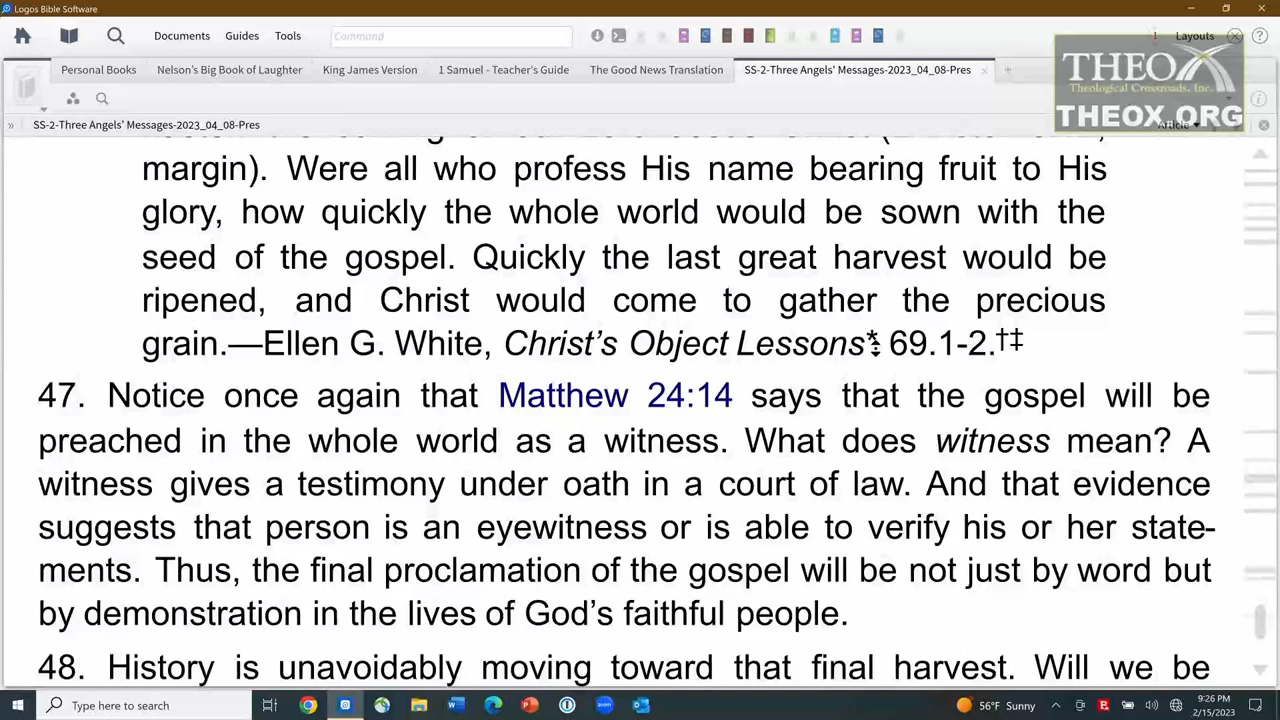 Logos Bible Software
Documents Guides Tools Command Layouts
Personal Books Nelson's Big Book of Laughter King James Version 1 Samuel - Teacher's Guide The Good News Translation SS-2-Three Angels' Messages-2023_04_08-Pres
THEOX
Theological Crossroads, Inc.
THEOX.ORG
SS-2-Three Angels' Messages-2023_04_08-Pres Article
margin). Were all who profess His name bearing fruit to His
glory, how quickly the whole world would be sown with the
seed of the gospel. Quickly the last great harvest would be
ripened, and Christ would come to gather the precious
grain.—Ellen G. White, Christ's Object Lessons* 69.1-2.†‡
47. Notice once again that Matthew 24:14 says that the gospel will be
preached in the whole world as a witness. What does witness mean? A
witness gives a testimony under oath in a court of law. And that evidence
suggests that person is an eyewitness or is able to verify his or her state-
ments. Thus, the final proclamation of the gospel will be not just by word but
by demonstration in the lives of God's faithful people.
48. History is unavoidably moving toward that final harvest. Will we be
Type here to search
56°F Sunny
9:26 PM
2/15/2023